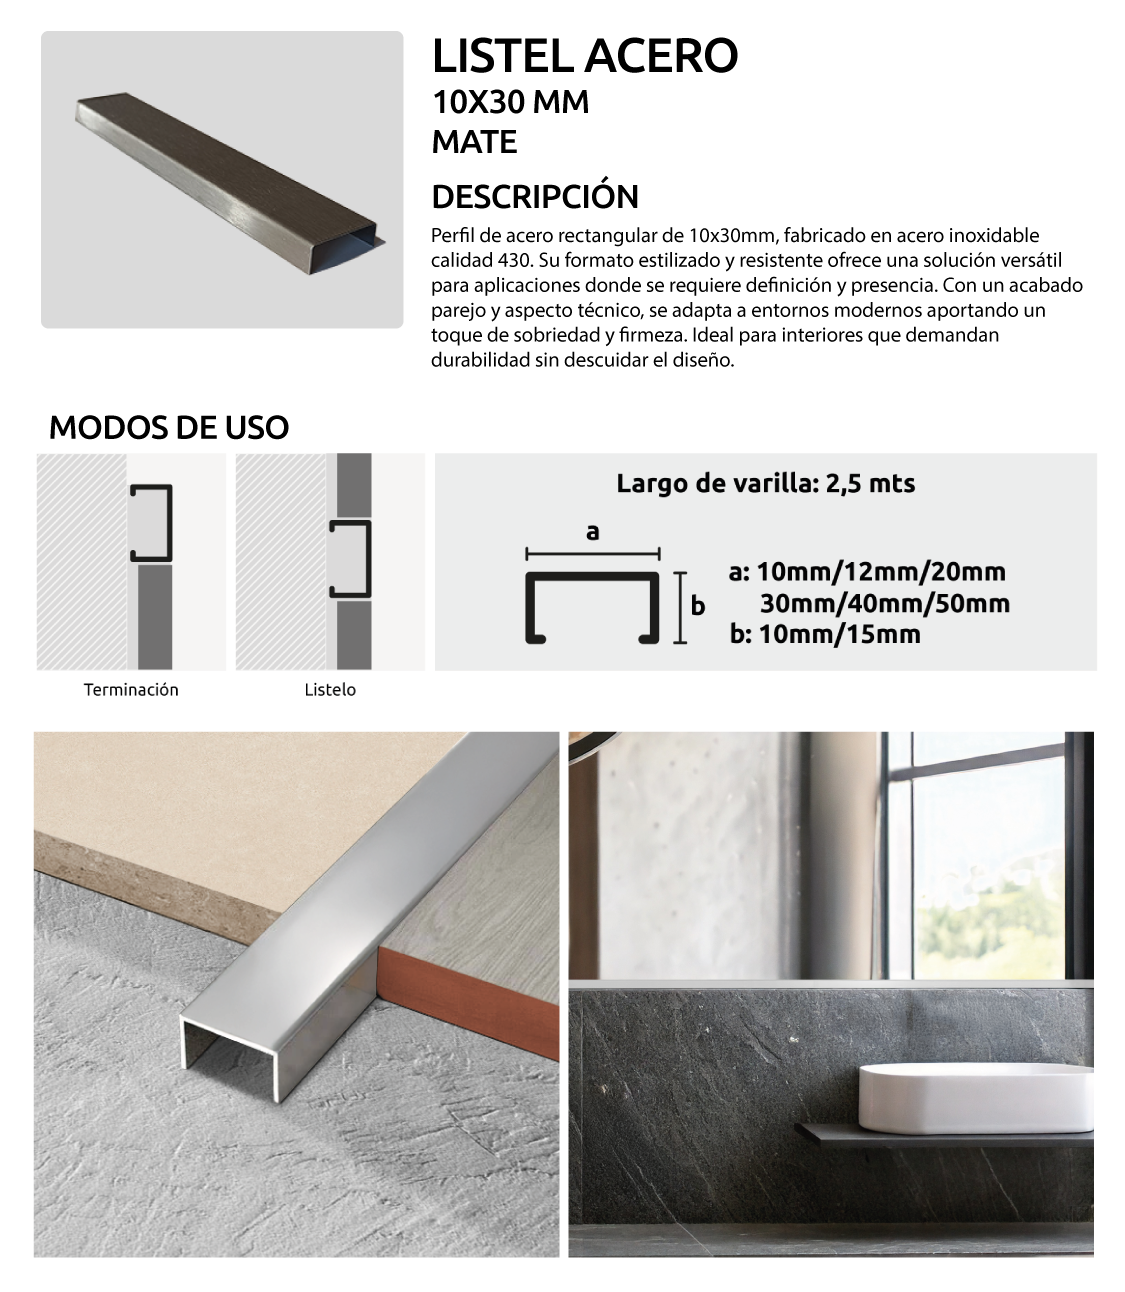 LISTEL ACERO
10X30 MM
MATE
DESCRIPCIÓN
Perfil de acero rectangular de 10x30mm, fabricado en acero inoxidable
calidad 430. Su formato estilizado y resistente ofrece una solución versátil
para aplicaciones donde se requiere definición y presencia. Con un acabado
parejo y aspecto técnico, se adapta a entornos modernos aportando un
toque de sobriedad y firmeza. Ideal para interiores que demandan
durabilidad sin descuidar el diseño.
MODOS DE USO
Terminación
Listelo
Largo de varilla: 2,5 mts
a
b
a: 10mm/12mm/20mm
30mm/40mm/50mm
b: 10mm/15mm